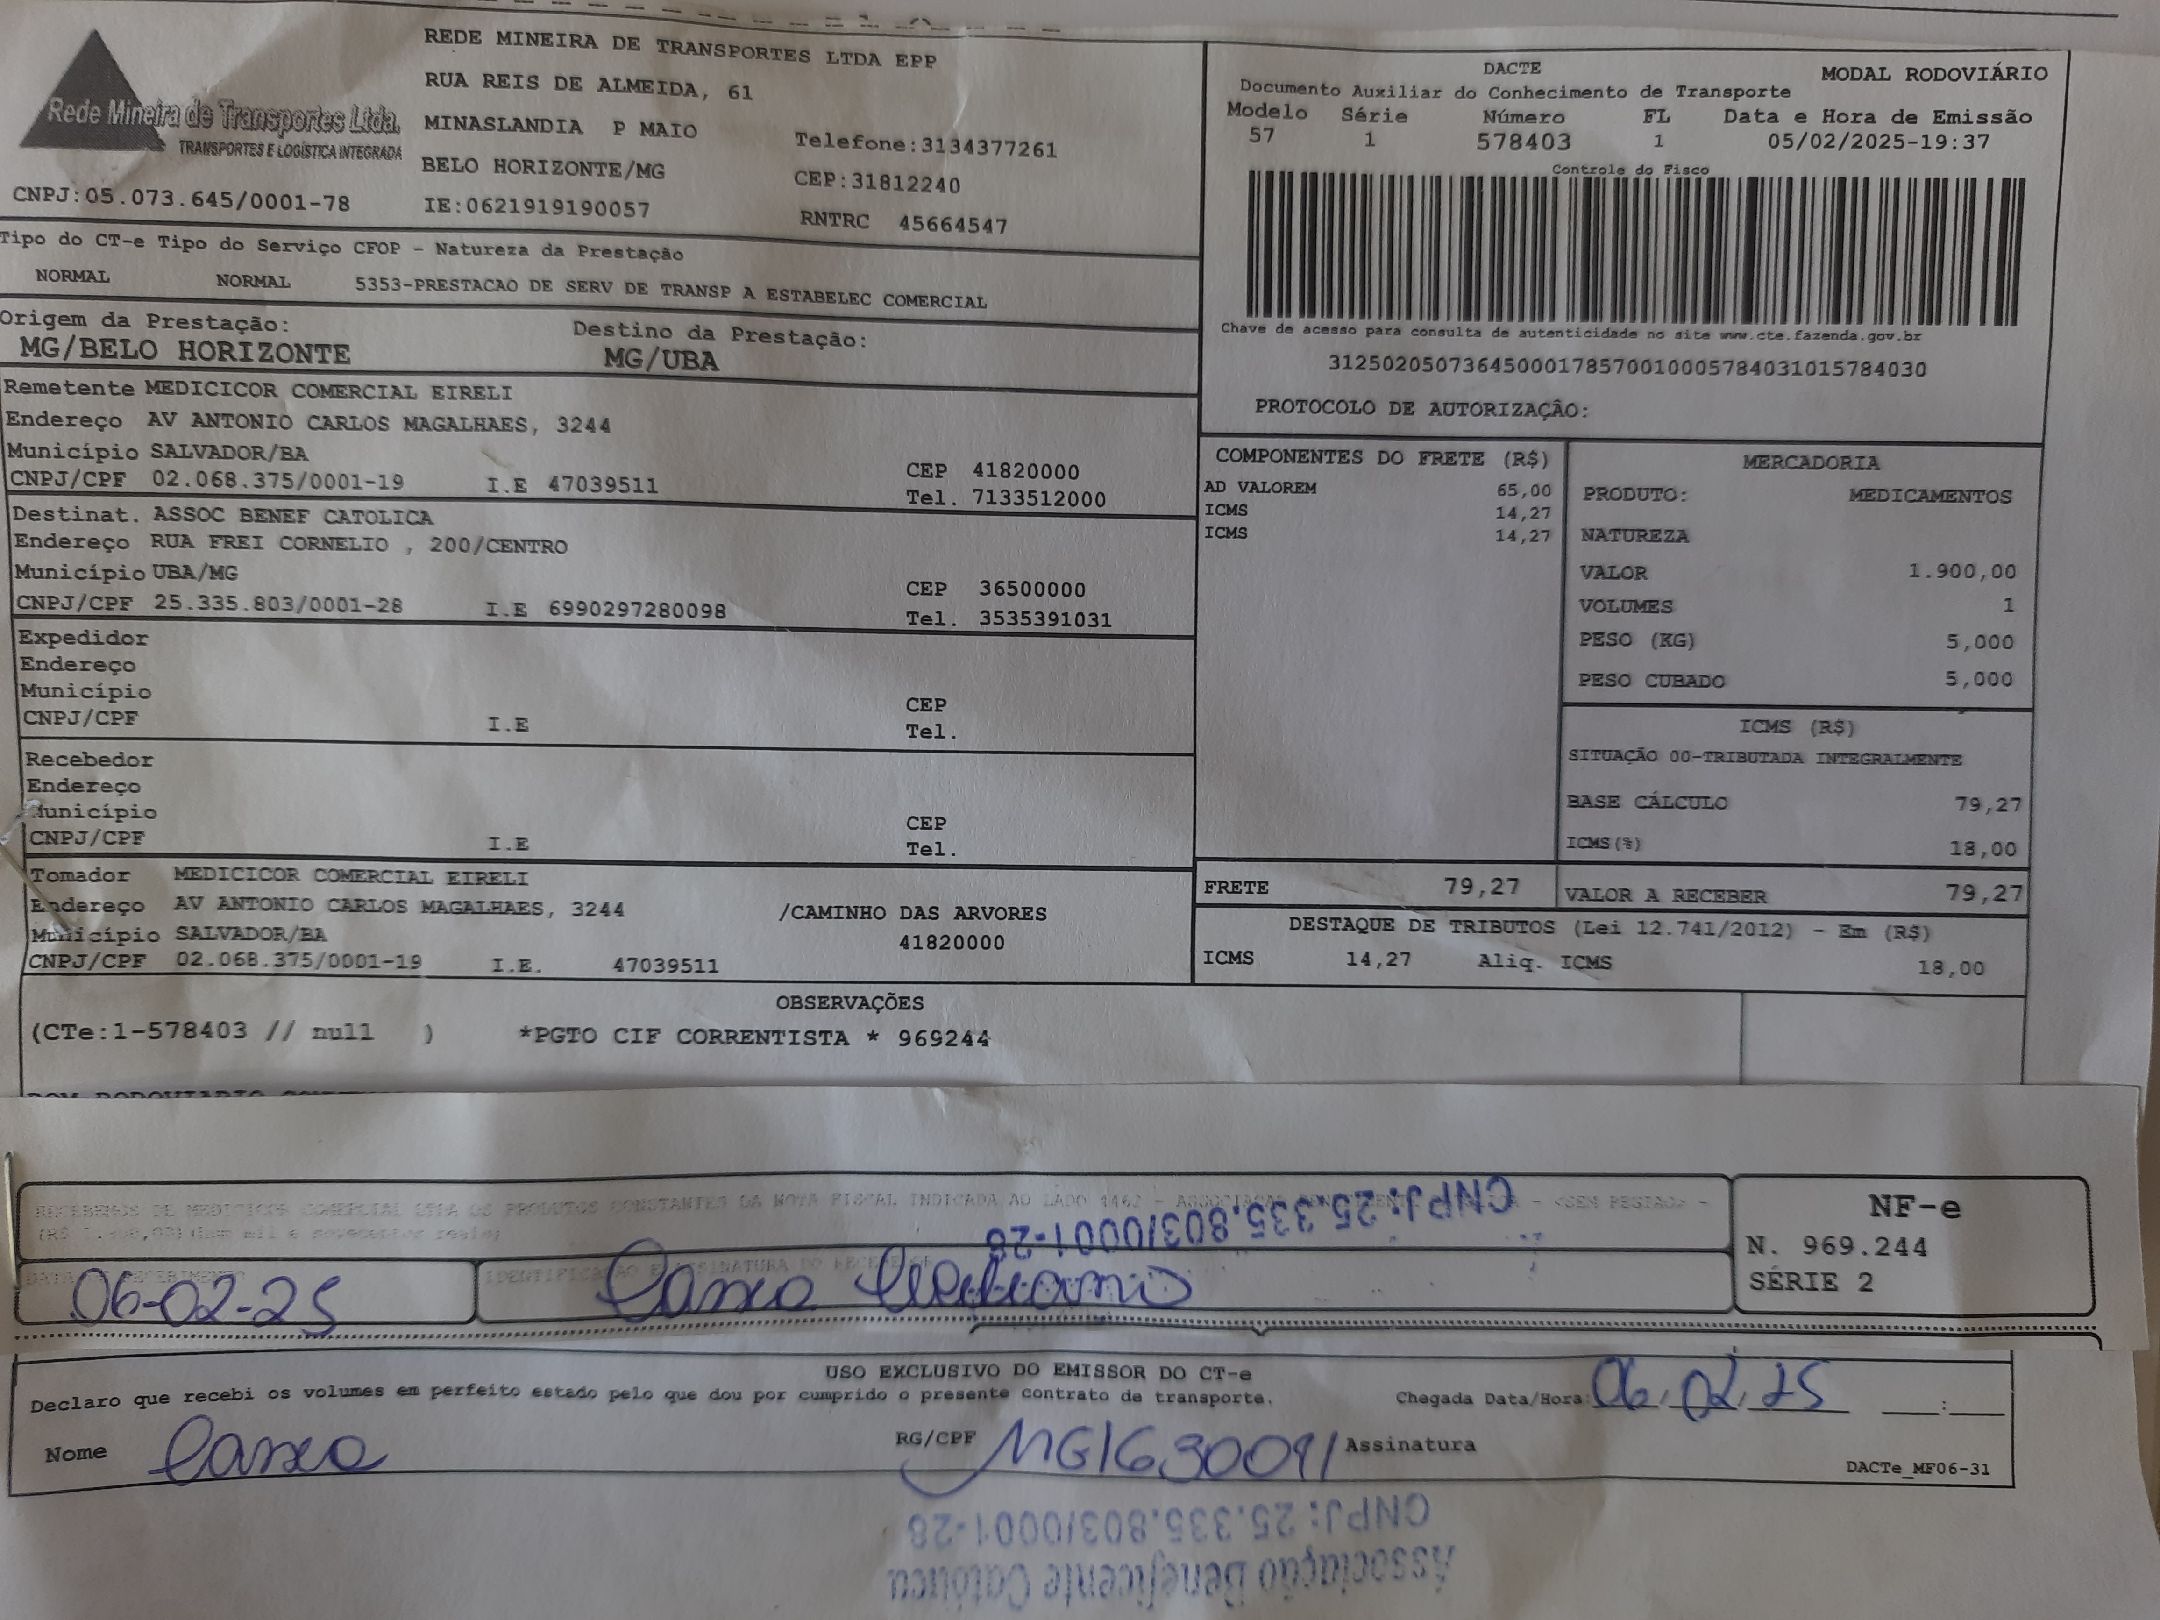 Rede Mineira de Transportes Ltda.
TRANSPORTES E LOGÍSTICA INTEGRADA
CNPJ:05.073.645/0001-78
REDE MINEIRA DE TRANSPORTES LTDA EPP
RUA REIS DE ALMEIDA, 61
MINASLANDIA P MAIO
Telefone:3134377261
BELO HORIZONTE/MG
CEP:31812240
IE:0621919190057
RNTRC 45664547
DACTE
MODAL RODOVIÁRIO
Documento Auxiliar do Conhecimento de Transporte
Modelo Série Número FL Data e Hora de Emissão
57 1 578403 1 05/02/2025-19:37
Controle do Fisco
Chave de acesso para consulta de autenticidade no site www.cte.fazenda.gov.br
31250205073645000178570010005784031015784030
PROTOCOLO DE AUTORIZAÇÃO:
Tipo do CT-e Tipo do Serviço CFOP - Natureza da Prestação
NORMAL NORMAL 5353-PRESTACAO DE SERV DE TRANSP A ESTABELEC COMERCIAL
Origem da Prestação: Destino da Prestação:
MG/BELO HORIZONTE MG/UBA
Remetente MEDICICOR COMERCIAL EIRELI
Endereço AV ANTONIO CARLOS MAGALHAES, 3244
Município SALVADOR/BA CEP 41820000
CNPJ/CPF 02.068.375/0001-19 I.E 47039511 Tel. 7133512000
Destinat. ASSOC BENEF CATOLICA
Endereço RUA FREI CORNELIO , 200/CENTRO
Município UBA/MG CEP 36500000
CNPJ/CPF 25.335.803/0001-28 I.E 6990297280098 Tel. 3535391031
Expedidor
Endereço
Município CEP
CNPJ/CPF I.E Tel.
Recebedor
Endereço
Município CEP
CNPJ/CPF I.E Tel.
Tomador MEDICICOR COMERCIAL EIRELI
Endereço AV ANTONIO CARLOS MAGALHAES, 3244 /CAMINHO DAS ARVORES
Município SALVADOR/BA 41820000
CNPJ/CPF 02.068.375/0001-19 I.E. 47039511
COMPONENTES DO FRETE (R$)
AD VALOREM 65,00
ICMS 14,27
ICMS 14,27
MERCADORIA
PRODUTO: MEDICAMENTOS
NATUREZA
VALOR 1.900,00
VOLUMES 1
PESO (KG) 5,000
PESO CUBADO 5,000
ICMS (R$)
SITUAÇÃO 00-TRIBUTADA INTEGRALMENTE
BASE CÁLCULO 79,27
ICMS(%) 18,00
FRETE 79,27 VALOR A RECEBER 79,27
DESTAQUE DE TRIBUTOS (Lei 12.741/2012) - Em (R$)
ICMS 14,27 Aliq. ICMS 18,00
OBSERVAÇÕES
(CTe:1-578403 // null ) *PGTO CIF CORRENTISTA * 969244
RECEBEMOS DE MEDICICOR COMERCIAL LTDA OS PRODUTOS CONSTANTES DA NOTA FISCAL INDICADA AO LADO
CNPJ: 25.335.803/0001-28
NF-e
N. 969.244
SÉRIE 2
06-02-25
USO EXCLUSIVO DO EMISSOR DO CT-e
Declaro que recebi os volumes em perfeito estado pelo que dou por cumprido o presente contrato de transporte.
Chegada Data/Hora: 06/02/25 :
Nome RG/CPF MG1630091 Assinatura
DACTe_MF06-31
Associação Beneficente Católica
CNPJ: 25.335.803/0001-28